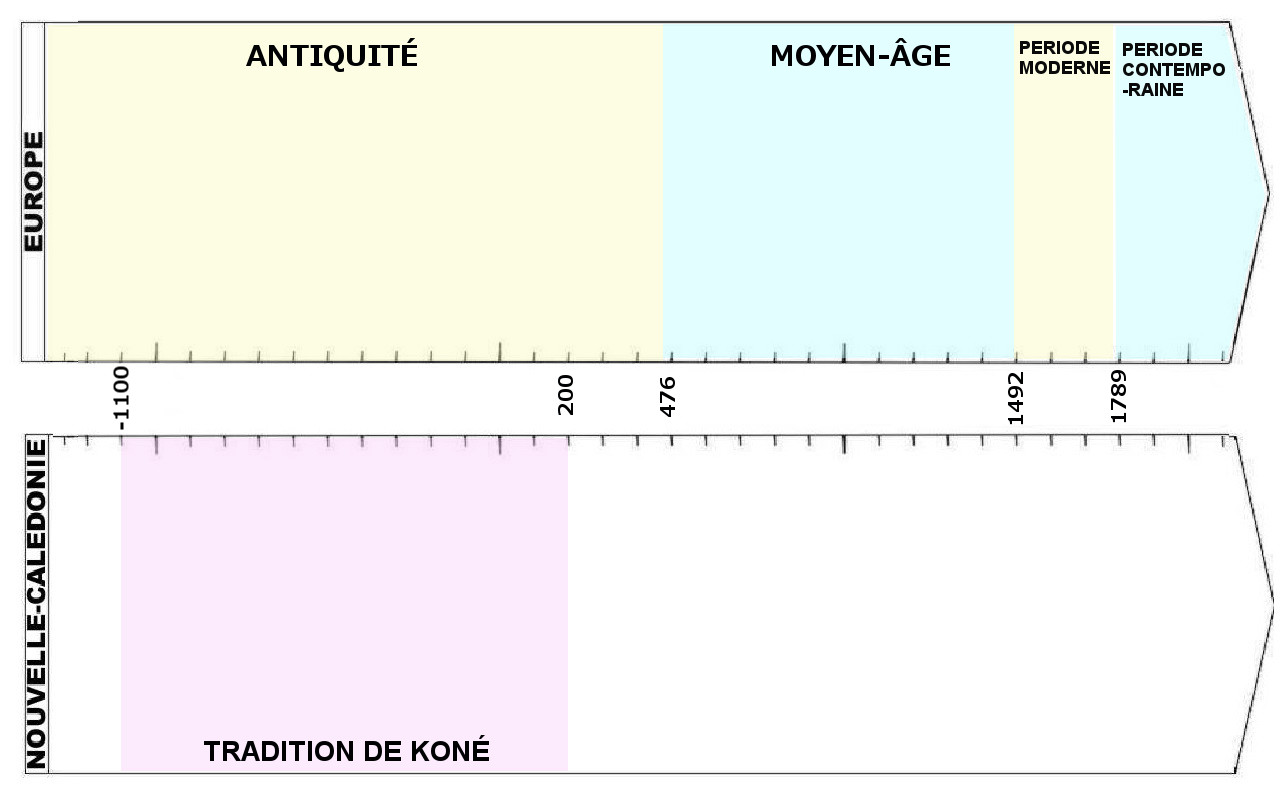 EUROPE
ANTIQUITÉ
MOYEN-ÂGE
PERIODE
MODERNE
PERIODE
CONTEMPO
-RAINE
-1100
200
476
1492
1789
NOUVELLE-CALEDONIE
TRADITION DE KONÉ